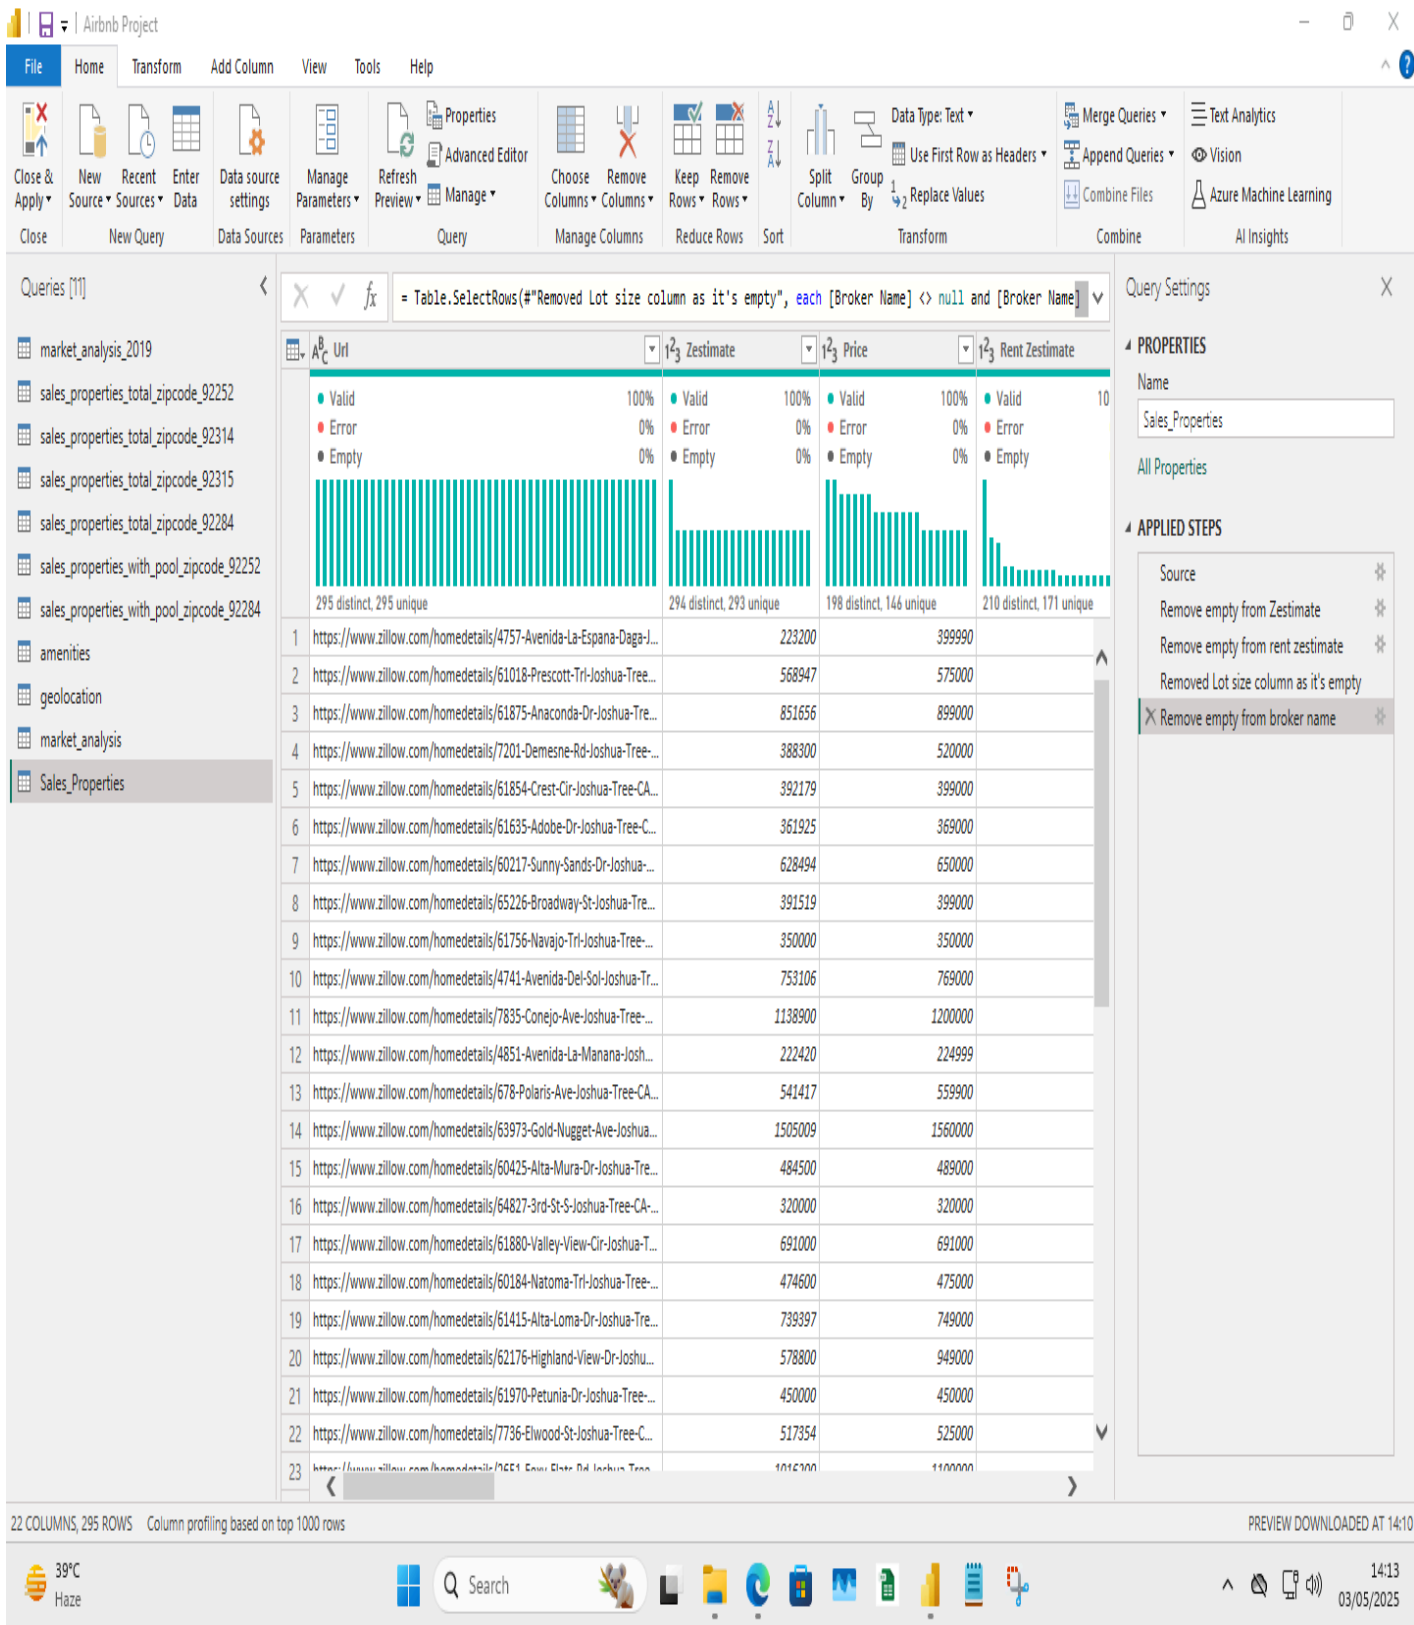 Airbnb Project
File Home Transform Add Column View Tools Help
Close & Apply
New Source
Recent Sources
Enter Data
Data source settings
Manage Parameters
Refresh Preview
Properties
Advanced Editor
Manage
Choose Columns
Remove Columns
Keep Rows
Remove Rows
Split Column
Group By
Data Type: Text
Use First Row as Headers
Replace Values
Merge Queries
Append Queries
Combine Files
Text Analytics
Vision
Azure Machine Learning
Close New Query Data Sources Parameters Query Manage Columns Reduce Rows Sort Transform Combine AI Insights
Queries [11]
market_analysis_2019
sales_properties_total_zipcode_92252
sales_properties_total_zipcode_92314
sales_properties_total_zipcode_92315
sales_properties_total_zipcode_92284
sales_properties_with_pool_zipcode_92252
sales_properties_with_pool_zipcode_92284
amenities
geolocation
market_analysis
Sales_Properties
fx = Table.SelectRows(#"Removed Lot size column as it's empty", each [Broker Name] <> null and [Broker Name]
ABC Url 123 Zestimate 123 Price 123 Rent Zestimate
Valid 100% Valid 100% Valid 100% Valid 10
Error 0% Error 0% Error 0% Error
Empty 0% Empty 0% Empty 0% Empty
295 distinct, 295 unique 294 distinct, 293 unique 198 distinct, 146 unique 210 distinct, 171 unique
1 https://www.zillow.com/homedetails/4757-Avenida-La-Espana-Daga-J... 223200 399990
2 https://www.zillow.com/homedetails/61018-Prescott-Trl-Joshua-Tree... 568947 575000
3 https://www.zillow.com/homedetails/61875-Anaconda-Dr-Joshua-Tre... 851656 899000
4 https://www.zillow.com/homedetails/7201-Demesne-Rd-Joshua-Tree-... 388300 520000
5 https://www.zillow.com/homedetails/61854-Crest-Cir-Joshua-Tree-CA... 392179 399000
6 https://www.zillow.com/homedetails/61635-Adobe-Dr-Joshua-Tree-C... 361925 369000
7 https://www.zillow.com/homedetails/60217-Sunny-Sands-Dr-Joshua-... 628494 650000
8 https://www.zillow.com/homedetails/65226-Broadway-St-Joshua-Tre... 391519 399000
9 https://www.zillow.com/homedetails/61756-Navajo-Trl-Joshua-Tree-... 350000 350000
10 https://www.zillow.com/homedetails/4741-Avenida-Del-Sol-Joshua-Tr... 753106 769000
11 https://www.zillow.com/homedetails/7835-Conejo-Ave-Joshua-Tree-... 1138900 1200000
12 https://www.zillow.com/homedetails/4851-Avenida-La-Manana-Josh... 222420 224999
13 https://www.zillow.com/homedetails/678-Polaris-Ave-Joshua-Tree-CA... 541417 559900
14 https://www.zillow.com/homedetails/63973-Gold-Nugget-Ave-Joshua... 1505009 1560000
15 https://www.zillow.com/homedetails/60425-Alta-Mura-Dr-Joshua-Tre... 484500 489000
16 https://www.zillow.com/homedetails/64827-3rd-St-S-Joshua-Tree-CA-... 320000 320000
17 https://www.zillow.com/homedetails/61880-Valley-View-Cir-Joshua-T... 691000 691000
18 https://www.zillow.com/homedetails/60184-Natoma-Trl-Joshua-Tree-... 474600 475000
19 https://www.zillow.com/homedetails/61415-Alta-Loma-Dr-Joshua-Tre... 739397 749000
20 https://www.zillow.com/homedetails/62176-Highland-View-Dr-Joshu... 578800 949000
21 https://www.zillow.com/homedetails/61970-Petunia-Dr-Joshua-Tree-... 450000 450000
22 https://www.zillow.com/homedetails/7736-Elwood-St-Joshua-Tree-C... 517354 525000
23
Query Settings
PROPERTIES
Name
Sales_Properties
All Properties
APPLIED STEPS
Source
Remove empty from Zestimate
Remove empty from rent zestimate
Removed Lot size column as it's empty
Remove empty from broker name
22 COLUMNS, 295 ROWS Column profiling based on top 1000 rows PREVIEW DOWNLOADED AT 14:10
39°C
Haze
Search
14:13
03/05/2025